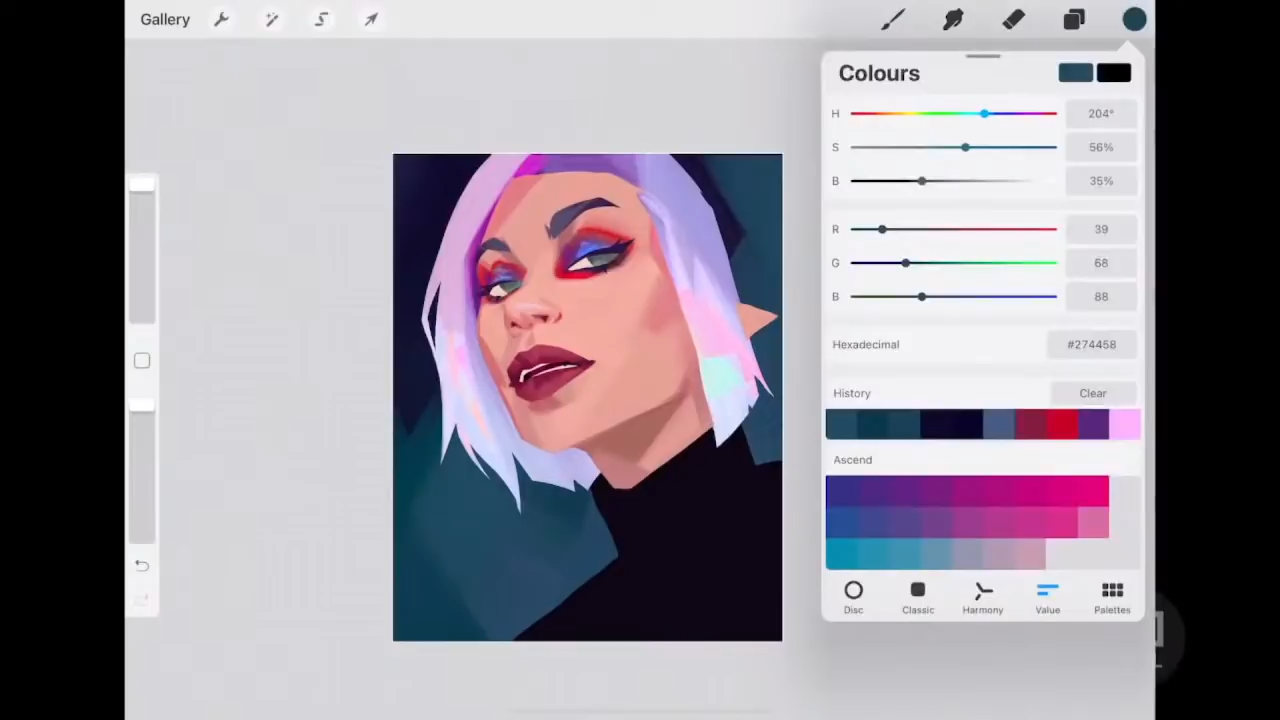 Gallery
Colours
H 204°
S 56%
B 35%
R 39
G 68
B 88
Hexadecimal #274458
History Clear
Ascend
Disc Classic Harmony Value Palettes